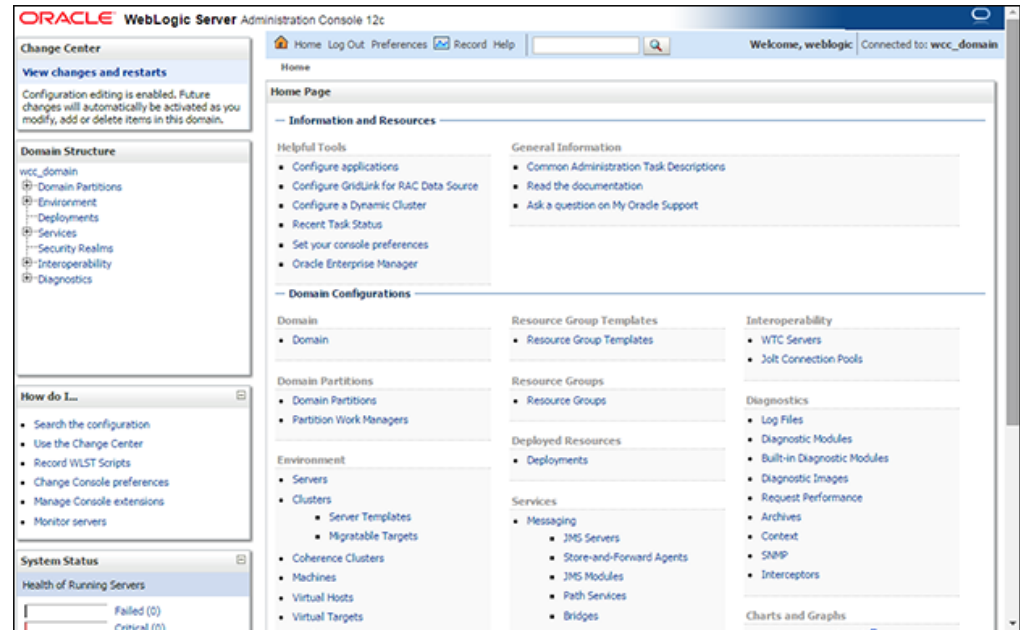 ORACLE WebLogic Server Administration Console 12c
Change Center
View changes and restarts
Configuration editing is enabled. Future
changes will automatically be activated as you
modify, add or delete items in this domain.
Domain Structure
wcc_domain
Domain Partitions
Environment
Deployments
Services
Security Realms
Interoperability
Diagnostics
How do I...
Search the configuration
Use the Change Center
Record WLST Scripts
Change Console preferences
Manage Console extensions
Monitor servers
System Status
Health of Running Servers
Failed (0)
Critical (0)
Home Log Out Preferences Record Help
Welcome, weblogic Connected to: wcc_domain
Home
Home Page
Information and Resources
Helpful Tools
Configure applications
Configure GridLink for RAC Data Source
Configure a Dynamic Cluster
Recent Task Status
Set your console preferences
Oracle Enterprise Manager
General Information
Common Administration Task Descriptions
Read the documentation
Ask a question on My Oracle Support
Domain Configurations
Domain
Domain
Domain Partitions
Domain Partitions
Partition Work Managers
Environment
Servers
Clusters
Server Templates
Migratable Targets
Coherence Clusters
Machines
Virtual Hosts
Virtual Targets
Resource Group Templates
Resource Group Templates
Resource Groups
Resource Groups
Deployed Resources
Deployments
Services
Messaging
JMS Servers
Store-and-Forward Agents
JMS Modules
Path Services
Bridges
Interoperability
WTC Servers
Jolt Connection Pools
Diagnostics
Log Files
Diagnostic Modules
Built-in Diagnostic Modules
Diagnostic Images
Request Performance
Archives
Context
SNMP
Interceptors
Charts and Graphs